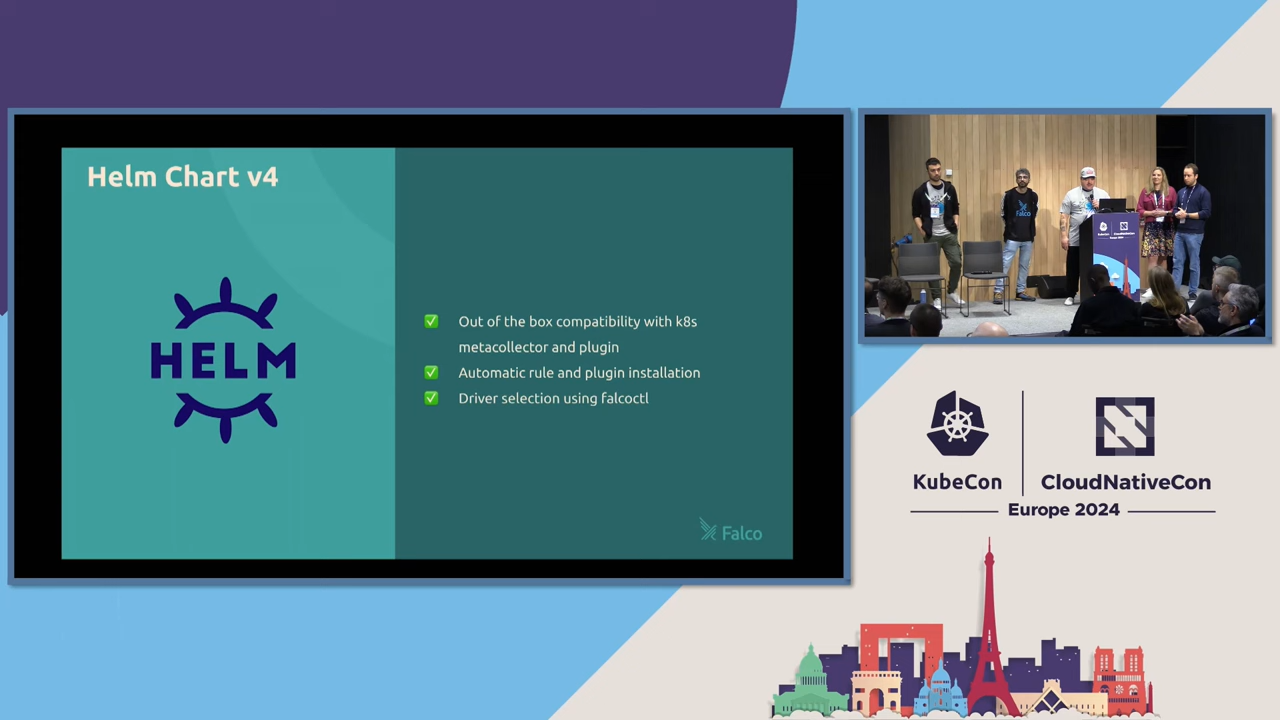 Helm Chart v4
HELM
✅ Out of the box compatibility with k8s
metacollector and plugin
✅ Automatic rule and plugin installation
✅ Driver selection using falcoctl
Falco
Falco
KubeCon
CloudNativeCon
Europe 2024